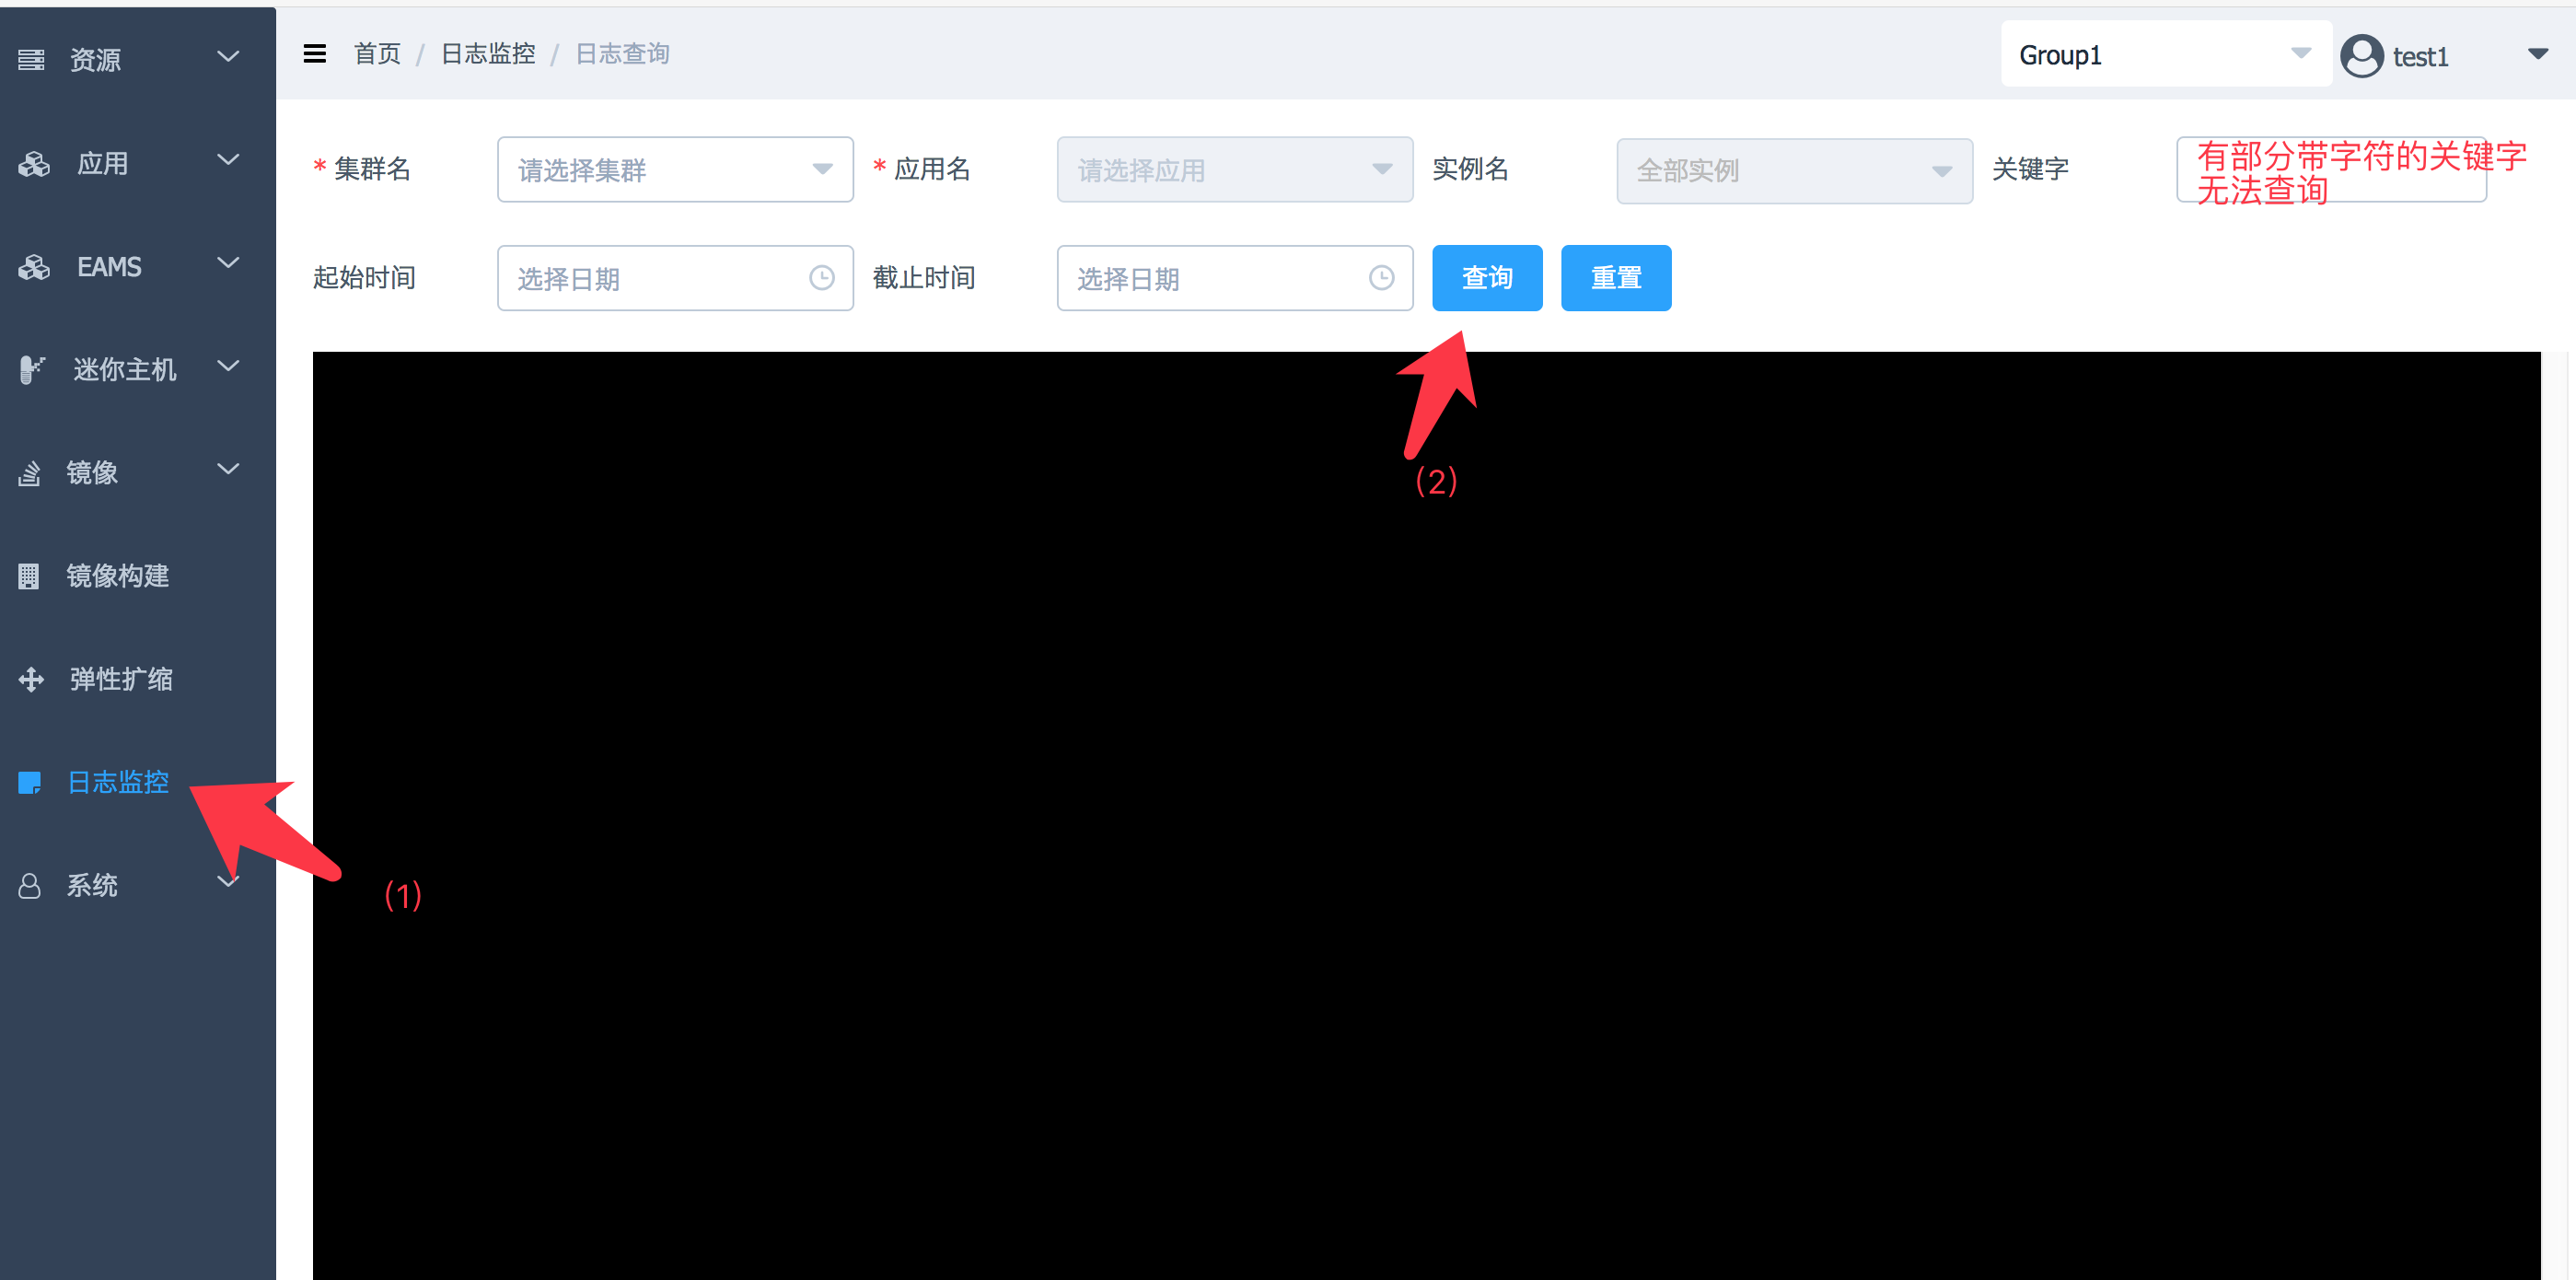 资源
应用
EAMS
迷你主机
镜像
镜像构建
弹性扩缩
日志监控
系统
首页 / 日志监控 / 日志查询
Group1
test1
* 集群名 请选择集群 * 应用名 请选择应用 实例名 全部实例 关键字 有部分带字符的关键字
无法查询
起始时间 选择日期 截止时间 选择日期 查询 重置
(2)
(1)